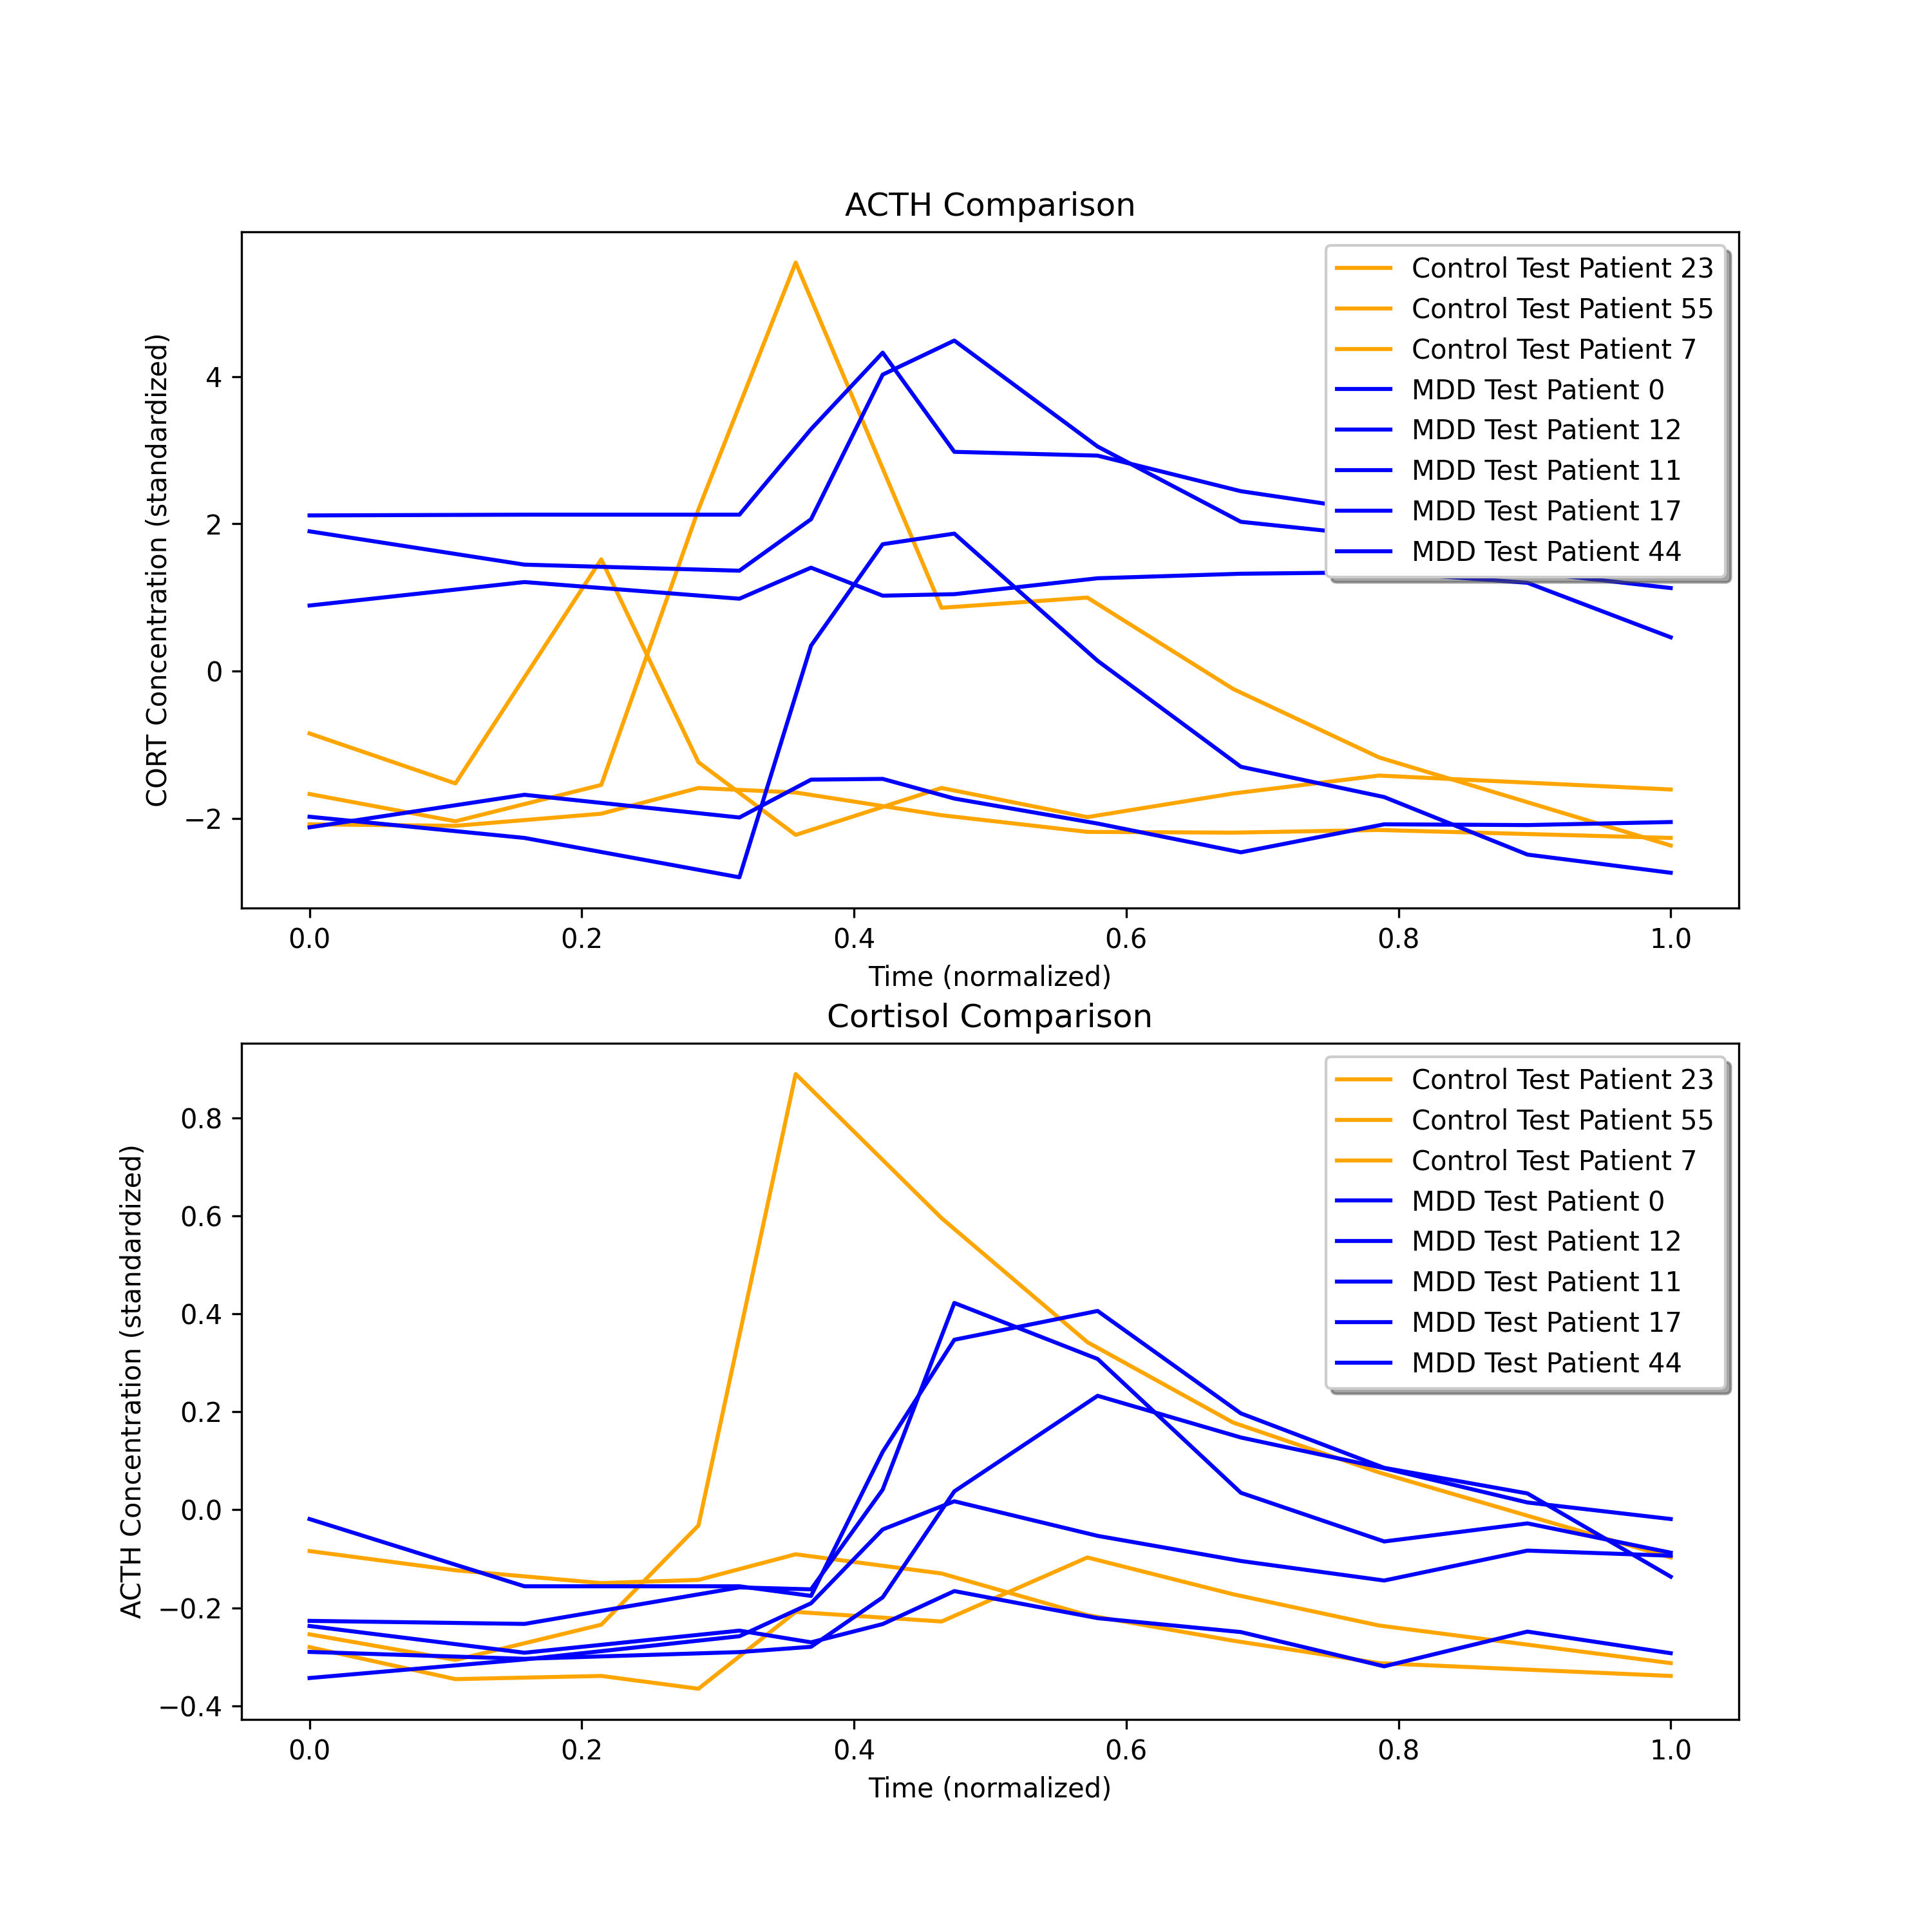 ACTH Comparison
CORT Concentration (standardized)
4
2
0
−2
Control Test Patient 23
Control Test Patient 55
Control Test Patient 7
MDD Test Patient 0
MDD Test Patient 12
MDD Test Patient 11
MDD Test Patient 17
MDD Test Patient 44
0.0 0.2 0.4 0.6 0.8 1.0
Time (normalized)
Cortisol Comparison
ACTH Concentration (standardized)
0.8
0.6
0.4
0.2
0.0
−0.2
−0.4
Control Test Patient 23
Control Test Patient 55
Control Test Patient 7
MDD Test Patient 0
MDD Test Patient 12
MDD Test Patient 11
MDD Test Patient 17
MDD Test Patient 44
0.0 0.2 0.4 0.6 0.8 1.0
Time (normalized)